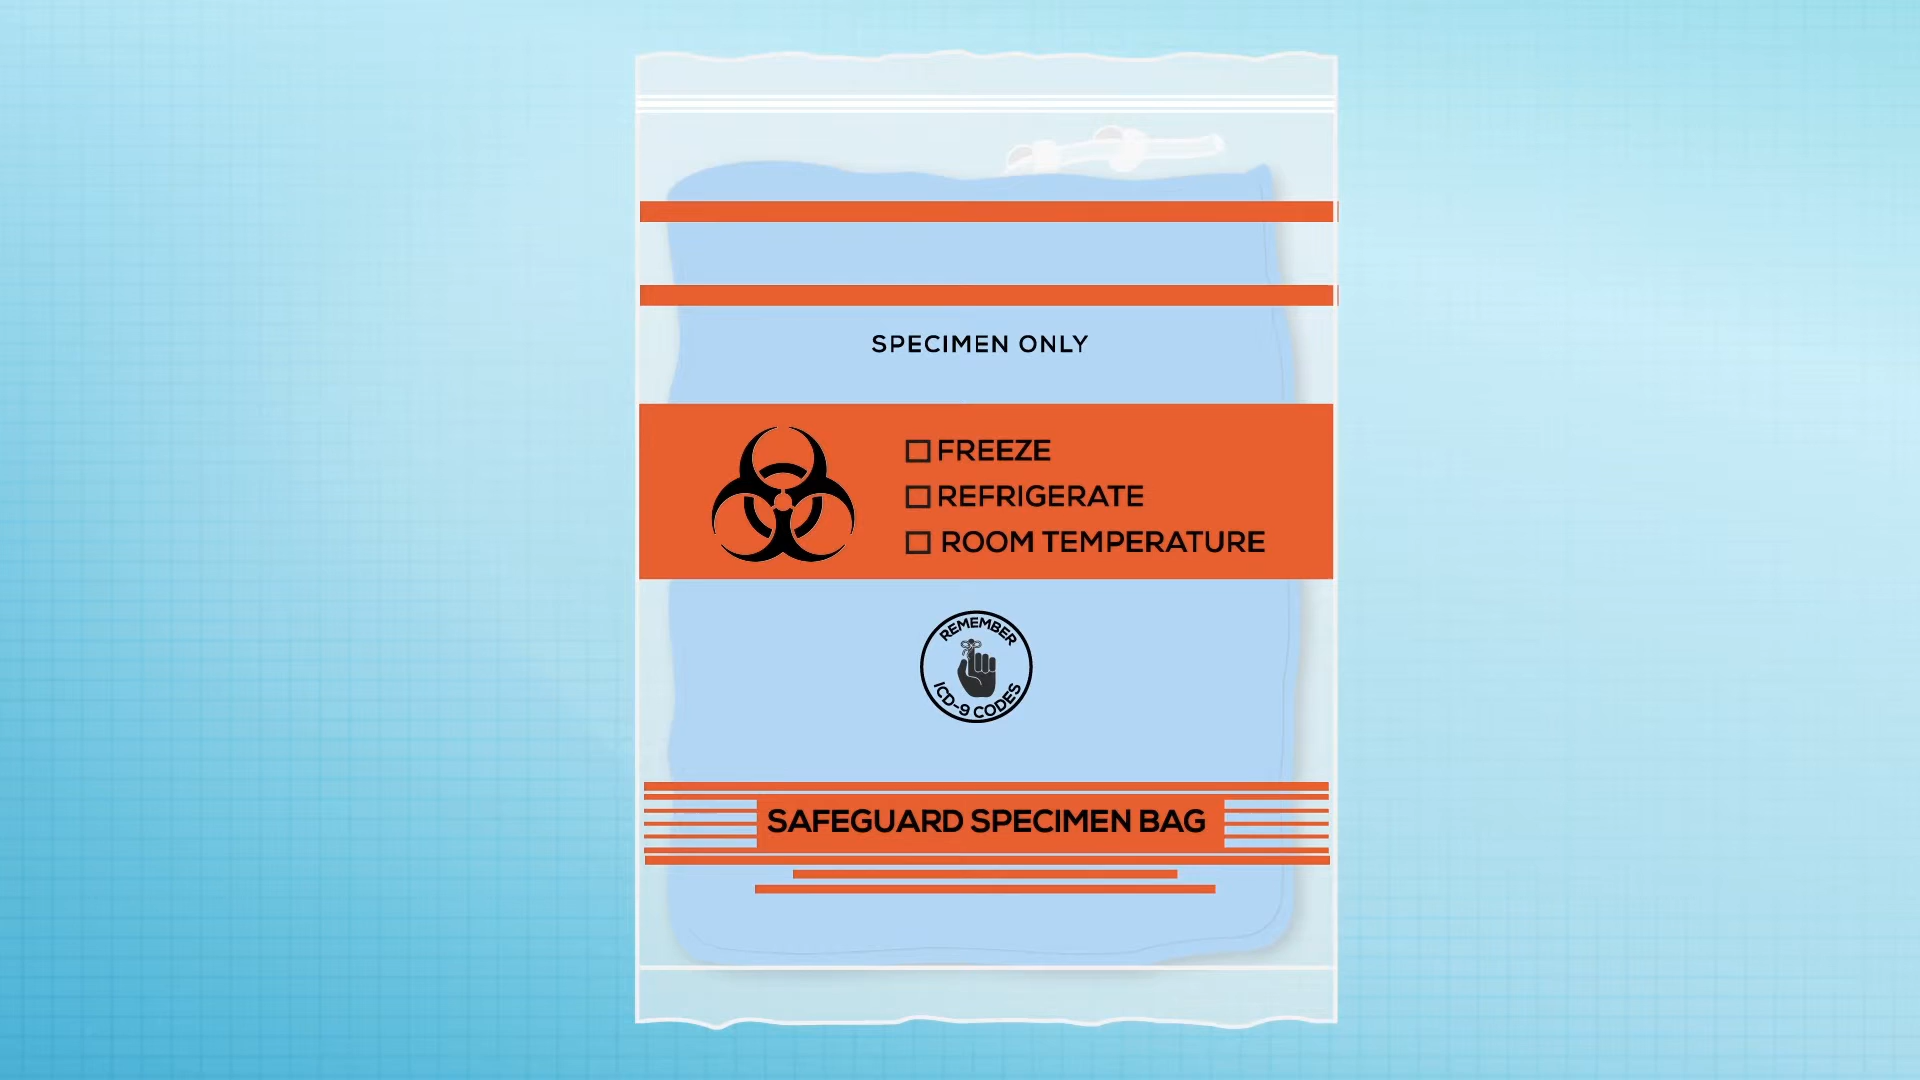 SPECIMEN ONLY
FREEZE
REFRIGERATE
ROOM TEMPERATURE
REMEMBER
ICD-9 CODES
SAFEGUARD SPECIMEN BAG